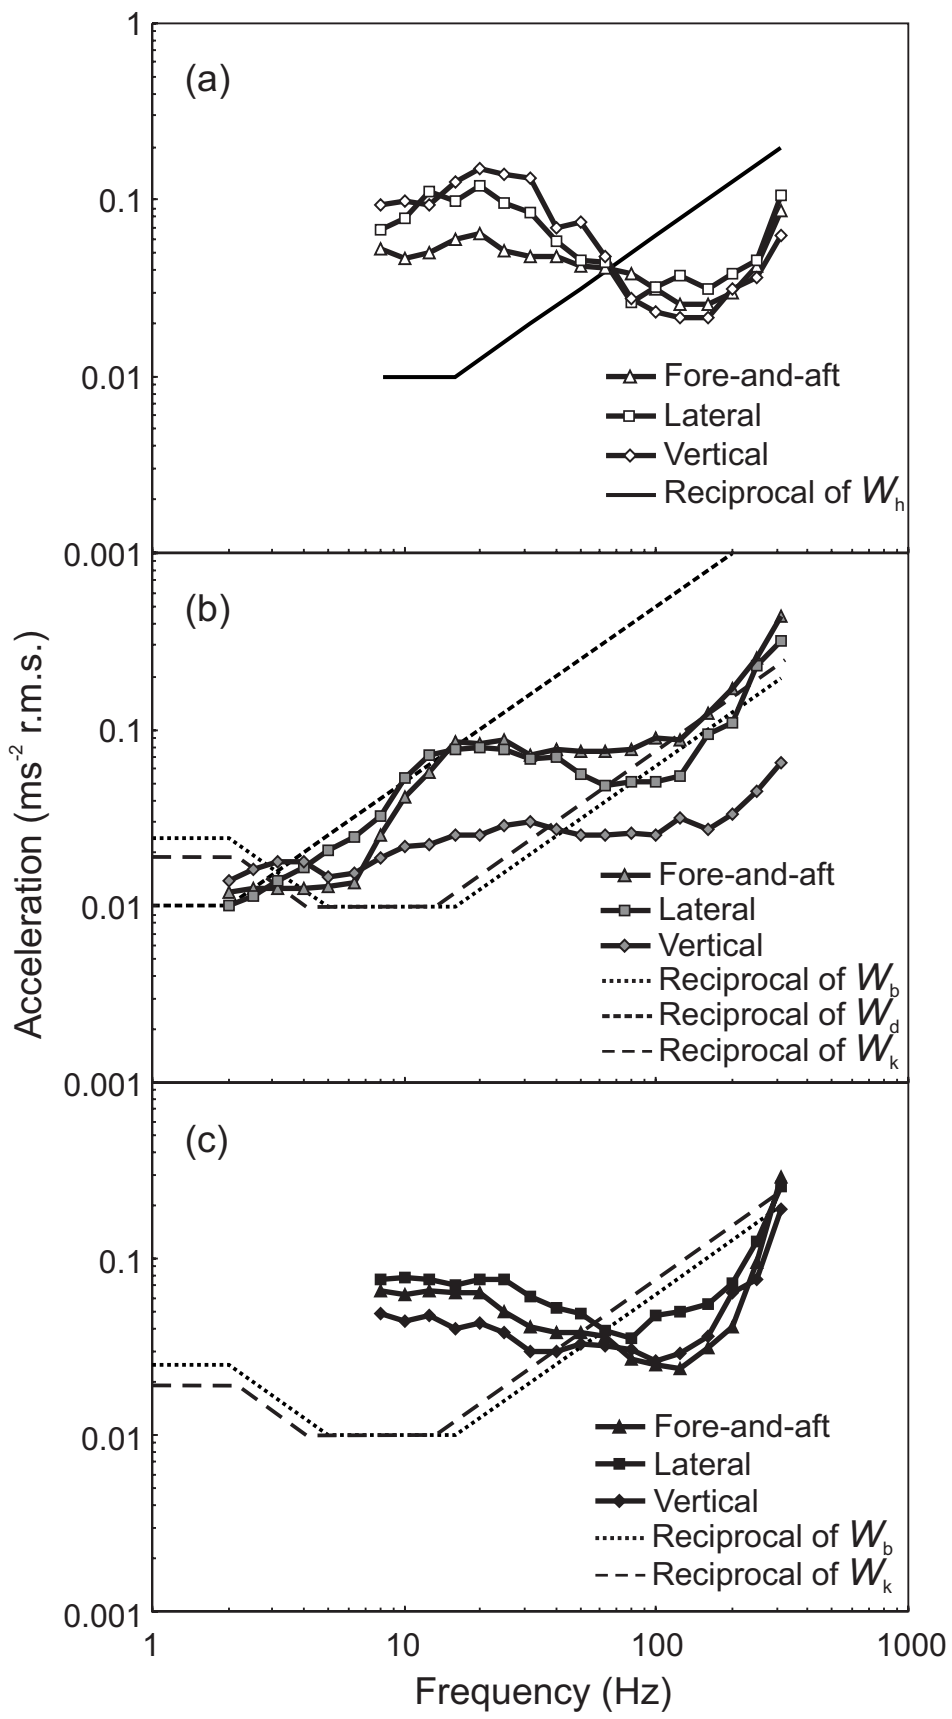 1
(a)
0.1
0.01
Fore-and-aft
Lateral
Vertical
Reciprocal of Wh
0.001
(b)
0.1
0.01
Fore-and-aft
Lateral
Vertical
Reciprocal of Wb
Reciprocal of Wd
Reciprocal of Wk
0.001
Acceleration (ms-2 r.m.s.)
(c)
0.1
0.01
Fore-and-aft
Lateral
Vertical
Reciprocal of Wb
Reciprocal of Wk
0.001
1 10 100 1000
Frequency (Hz)